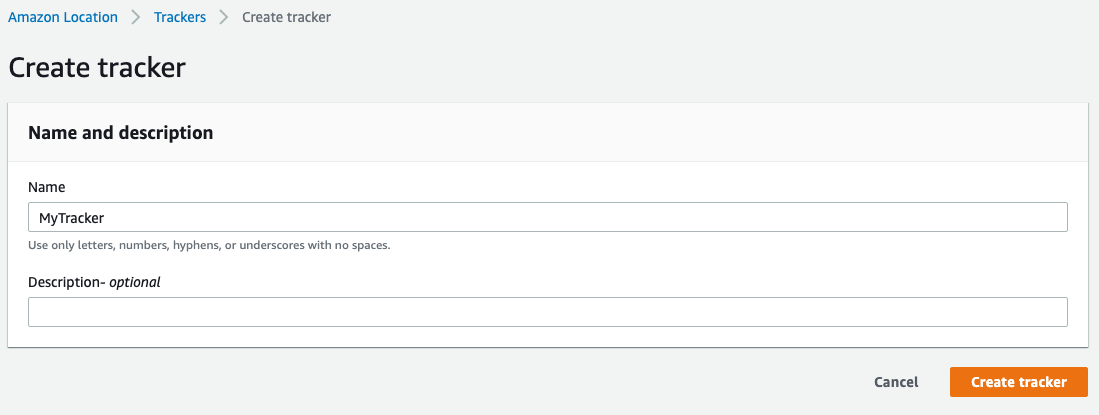 Amazon Location > Trackers > Create tracker
Create tracker
Name and description
Name
MyTracker
Use only letters, numbers, hyphens, or underscores with no spaces.
Description- optional
Cancel Create tracker